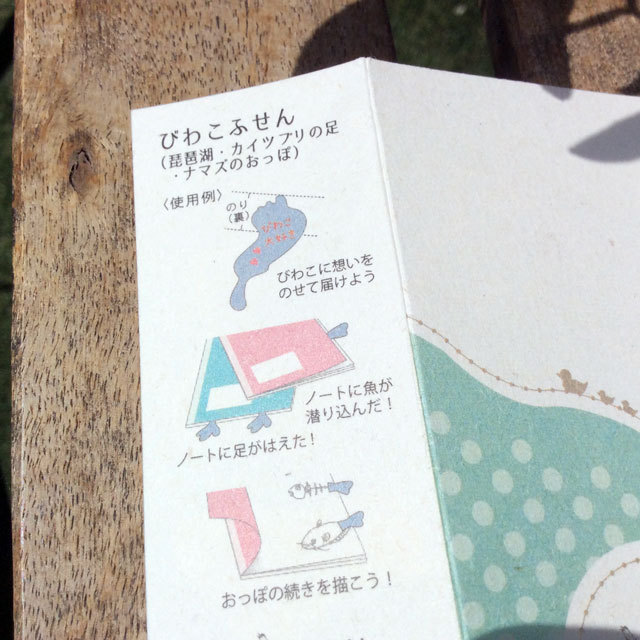 びわこふせん
(琵琶湖・カイツブリの足
・ナマズのおっぽ)
〈使用例〉
のり
(裏)
びわこに想いを
のせて届けよう
ノートに魚が
潜り込んだ！
ノートに足がはえた！
おっぽの続きを描こう！